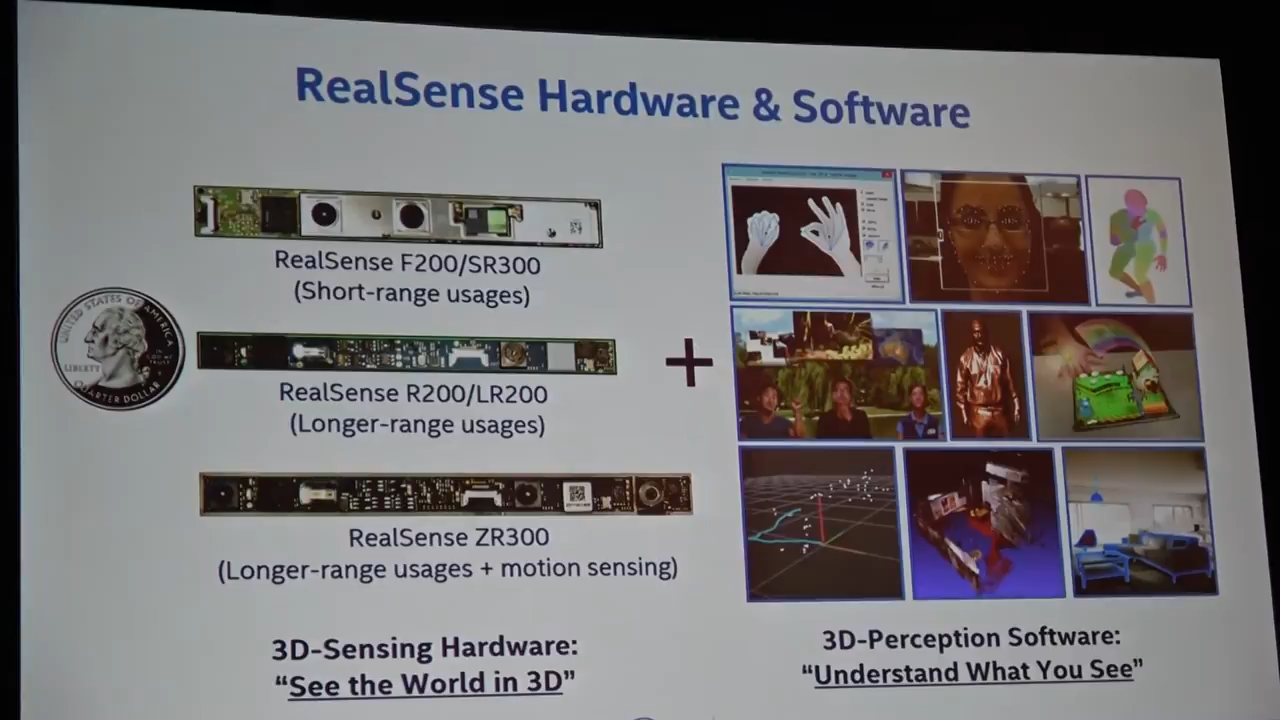 RealSense Hardware & Software
RealSense F200/SR300
(Short-range usages)
UNITED STATES OF AMERICA
LIBERTY
QUARTER DOLLAR
RealSense R200/LR200
(Longer-range usages)
+
RealSense ZR300
(Longer-range usages + motion sensing)
3D-Sensing Hardware:
“See the World in 3D”
3D-Perception Software:
“Understand What You See”